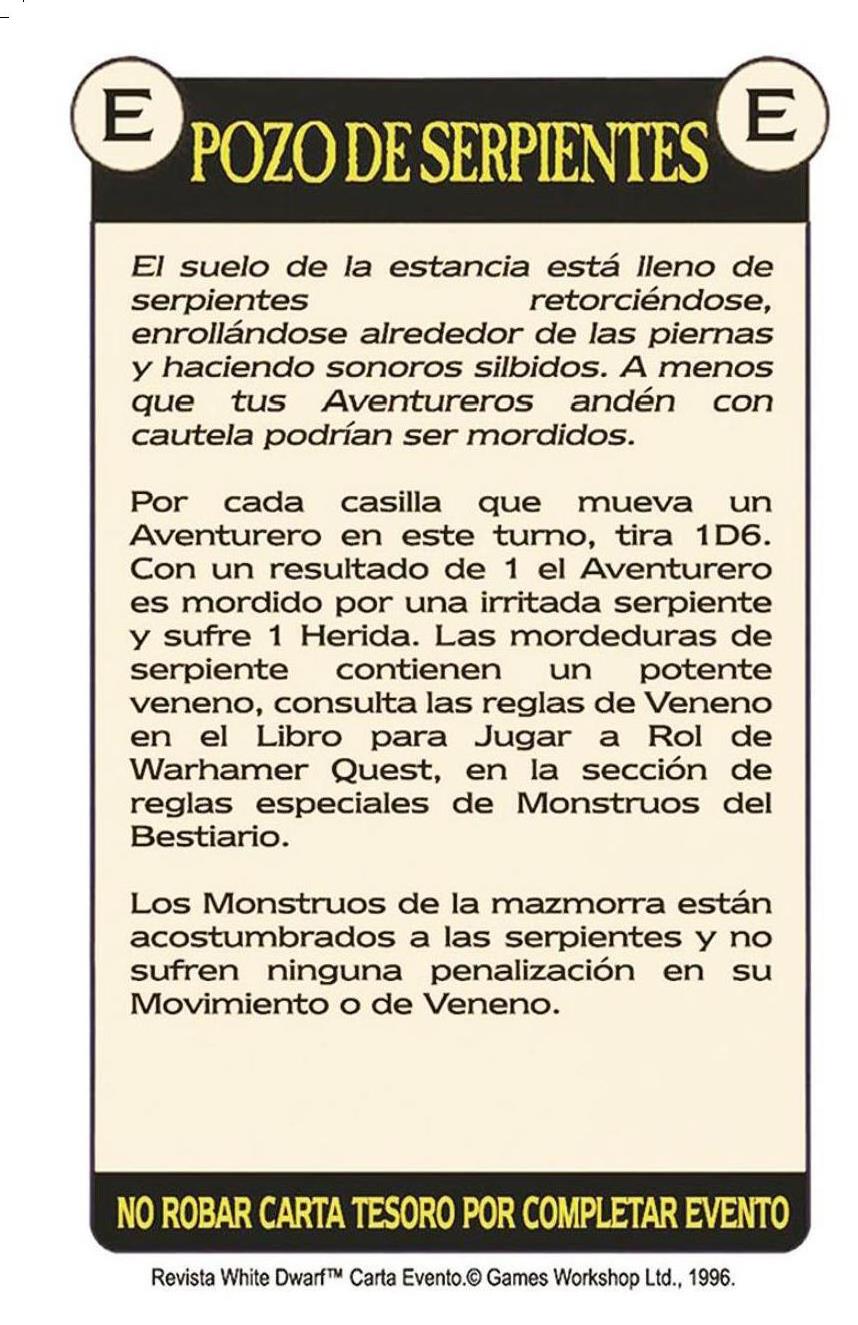 E
E
POZO DE SERPIENTES
El suelo de la estancia está lleno de
serpientes retorciéndose,
enrollándose alrededor de las piernas
y haciendo sonoros silbidos. A menos
que tus Aventureros andén con
cautela podrían ser mordidos.
Por cada casilla que mueva un
Aventurero en este turno, tira 1D6.
Con un resultado de 1 el Aventurero
es mordido por una irritada serpiente
y sufre 1 Herida. Las mordeduras de
serpiente contienen un potente
veneno, consulta las reglas de Veneno
en el Libro para Jugar a Rol de
Warhamer Quest, en la sección de
reglas especiales de Monstruos del
Bestiario.
Los Monstruos de la mazmorra están
acostumbrados a las serpientes y no
sufren ninguna penalización en su
Movimiento o de Veneno.
NO ROBAR CARTA TESORO POR COMPLETAR EVENTO
Revista White Dwarf™ Carta Evento.© Games Workshop Ltd., 1996.